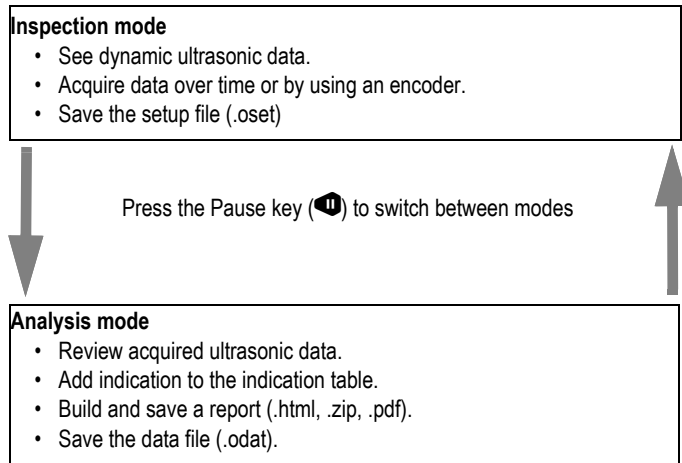 Inspection mode
• See dynamic ultrasonic data.
• Acquire data over time or by using an encoder.
• Save the setup file (.oset)
Press the Pause key () to switch between modes
Analysis mode
• Review acquired ultrasonic data.
• Add indication to the indication table.
• Build and save a report (.html, .zip, .pdf).
• Save the data file (.odat).